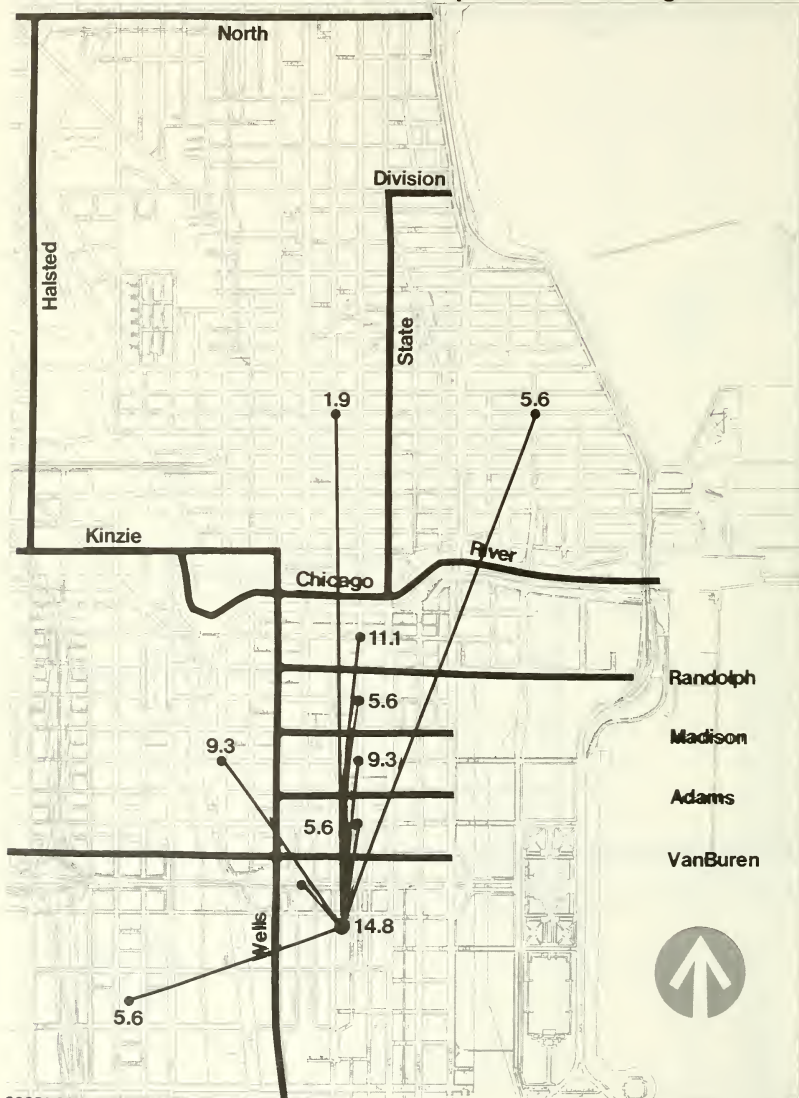 North
Division
Halsted
State
1.9
5.6
Kinzie
River
Chicago
11.1
Randolph
5.6
Madison
9.3
9.3
Adams
5.6
VanBuren
14.8
Wells
5.6